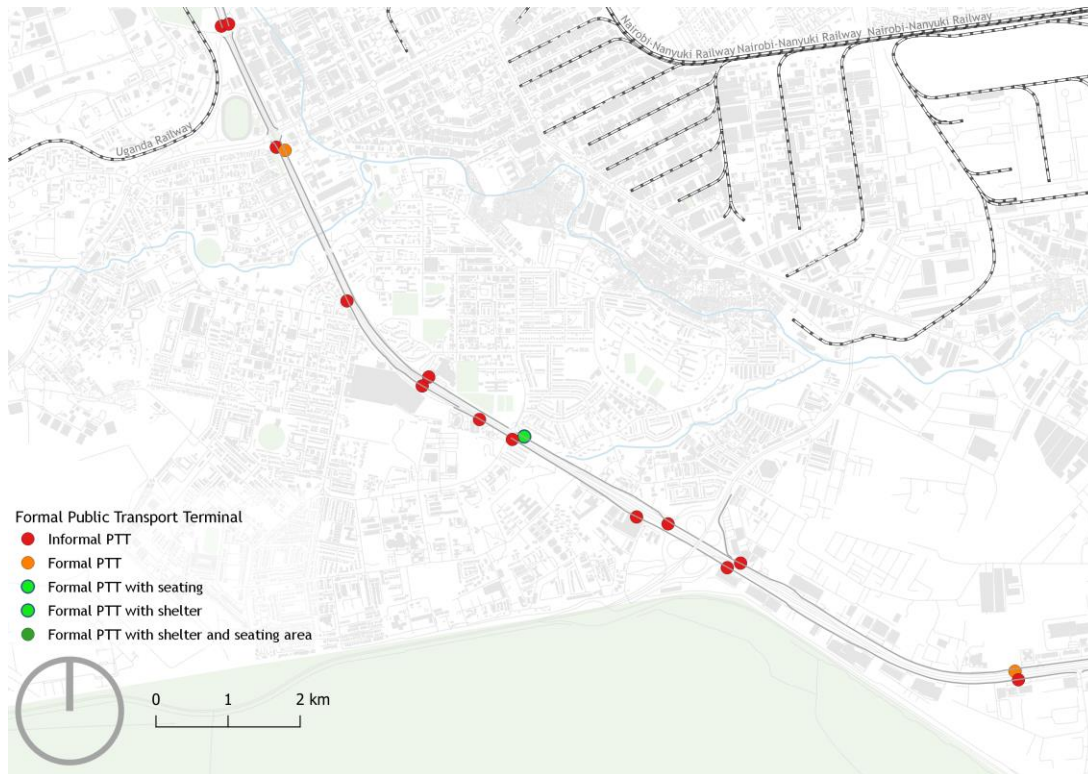 Nairobi-Nanyuki Railway
Nairobi-Nanyuki Railway
Nairobi-Nanyuki Railway
Uganda Railway
Formal Public Transport Terminal
Informal PTT
Formal PTT
Formal PTT with seating
Formal PTT with shelter
Formal PTT with shelter and seating area
0 1 2 km